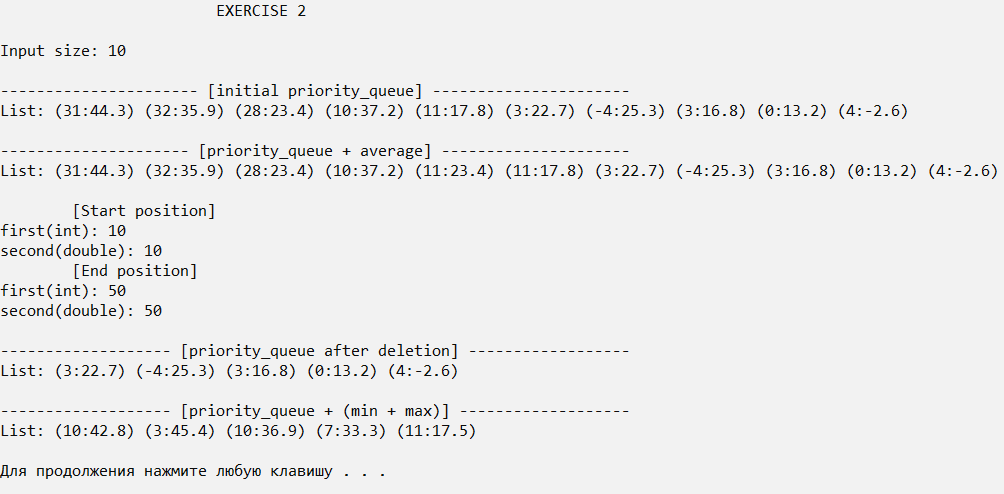 EXERCISE 2
Input size: 10
---------------------- [initial priority_queue] ----------------------
List: (31:44.3) (32:35.9) (28:23.4) (10:37.2) (11:17.8) (3:22.7) (-4:25.3) (3:16.8) (0:13.2) (4:-2.6)
--------------------- [priority_queue + average] ---------------------
List: (31:44.3) (32:35.9) (28:23.4) (10:37.2) (11:23.4) (11:17.8) (3:22.7) (-4:25.3) (3:16.8) (0:13.2) (4:-2.6)
[Start position]
first(int): 10
second(double): 10
[End position]
first(int): 50
second(double): 50
------------------- [priority_queue after deletion] ------------------
List: (3:22.7) (-4:25.3) (3:16.8) (0:13.2) (4:-2.6)
------------------- [priority_queue + (min + max)] -------------------
List: (10:42.8) (3:45.4) (10:36.9) (7:33.3) (11:17.5)
Для продолжения нажмите любую клавишу . . .